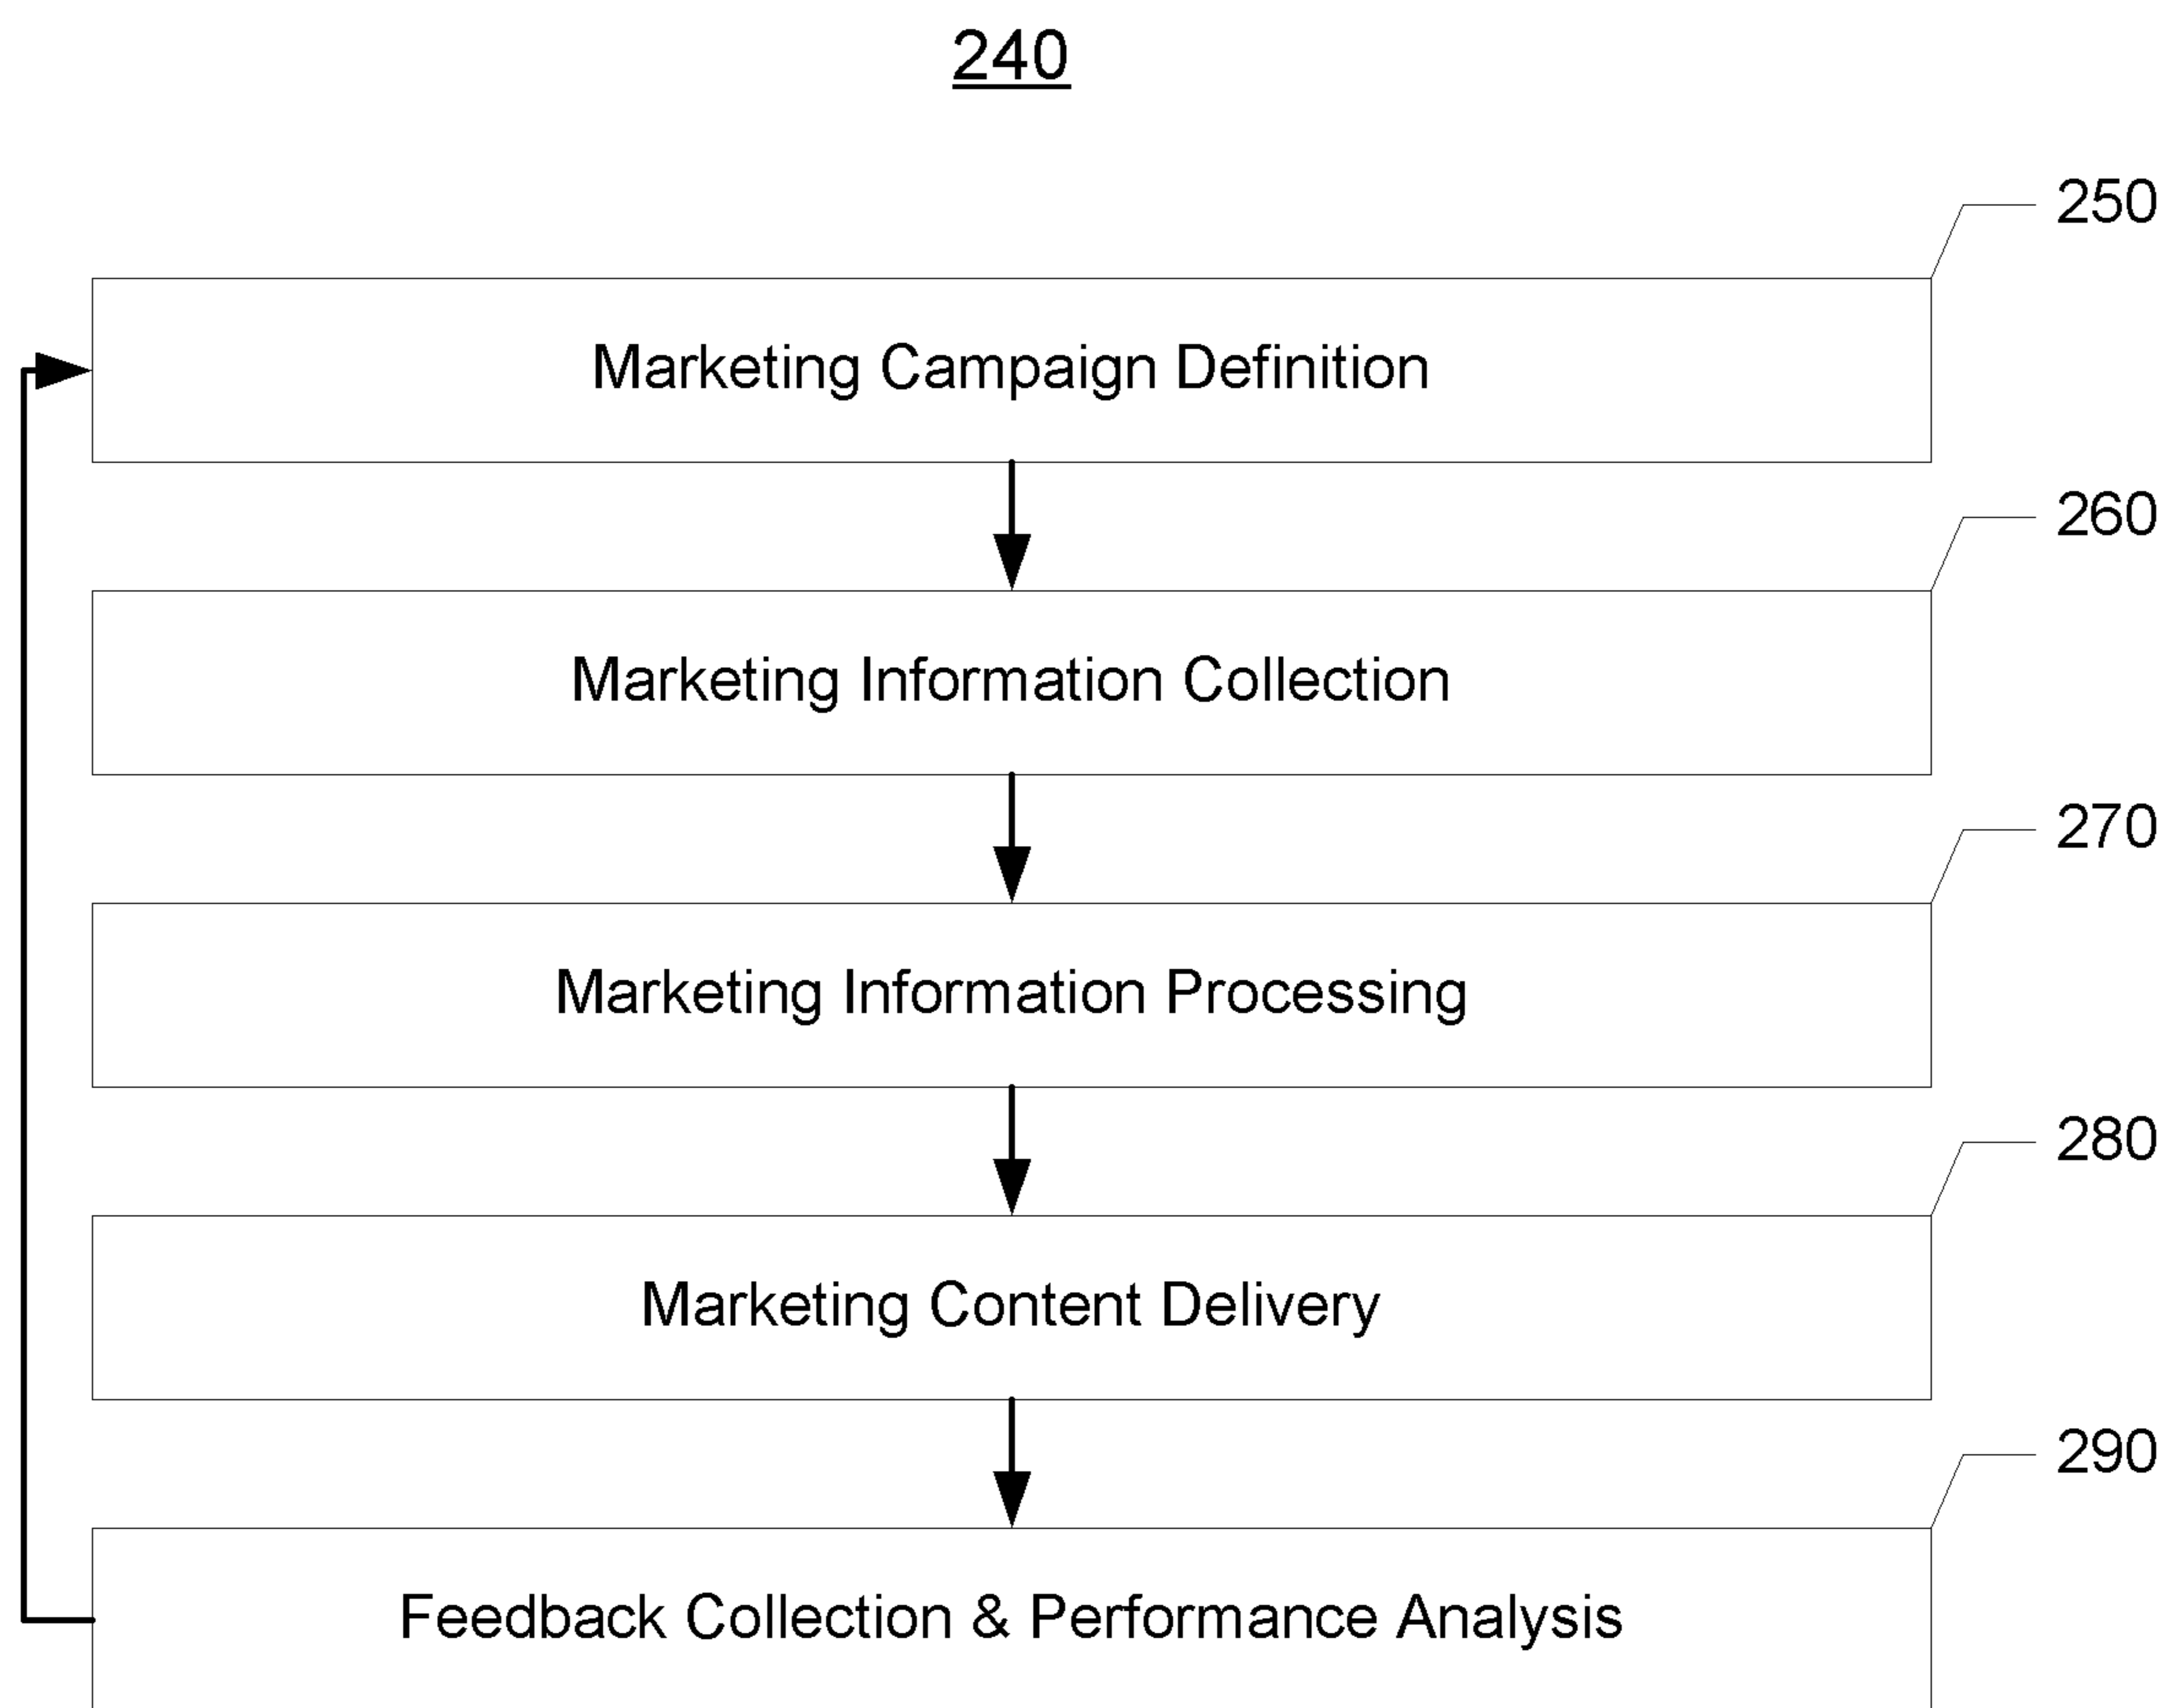 240
250
Marketing Campaign Definition
260
Marketing Information Collection
270
Marketing Information Processing
280
Marketing Content Delivery
290
Feedback Collection & Performance Analysis